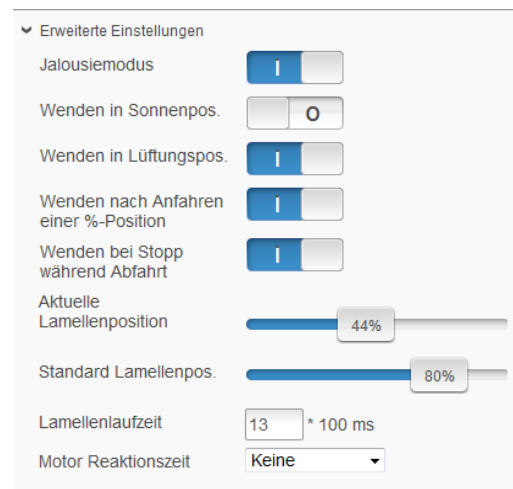 Erweiterte Einstellungen
Jalousiemodus I
Wenden in Sonnenpos. O
Wenden in Lüftungspos. I
Wenden nach Anfahren
einer %-Position I
Wenden bei Stopp
während Abfahrt I
Aktuelle
Lamellenposition 44%
Standard Lamellenpos. 80%
Lamellenlaufzeit 13 * 100 ms
Motor Reaktionszeit Keine